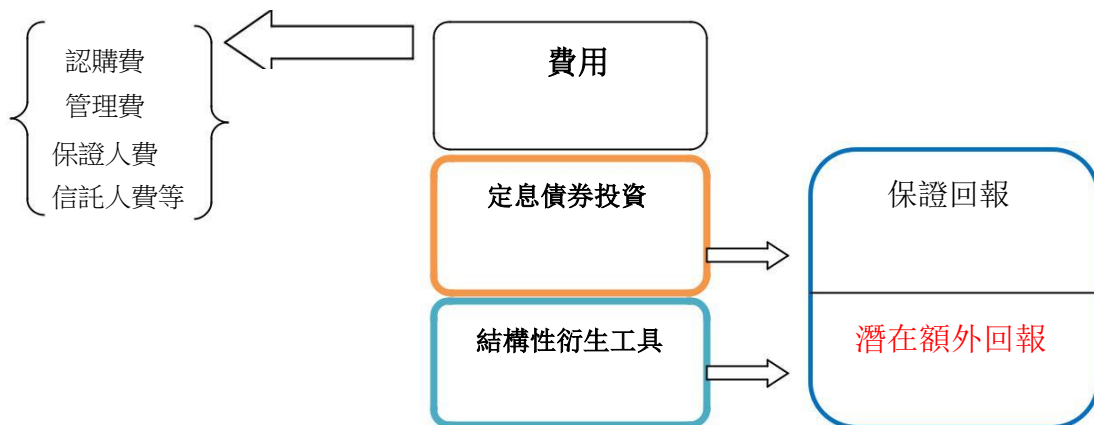 認購費
管理費
保證人費
信託人費等
費用
定息債券投資
結構性衍生工具
保證回報
潛在額外回報